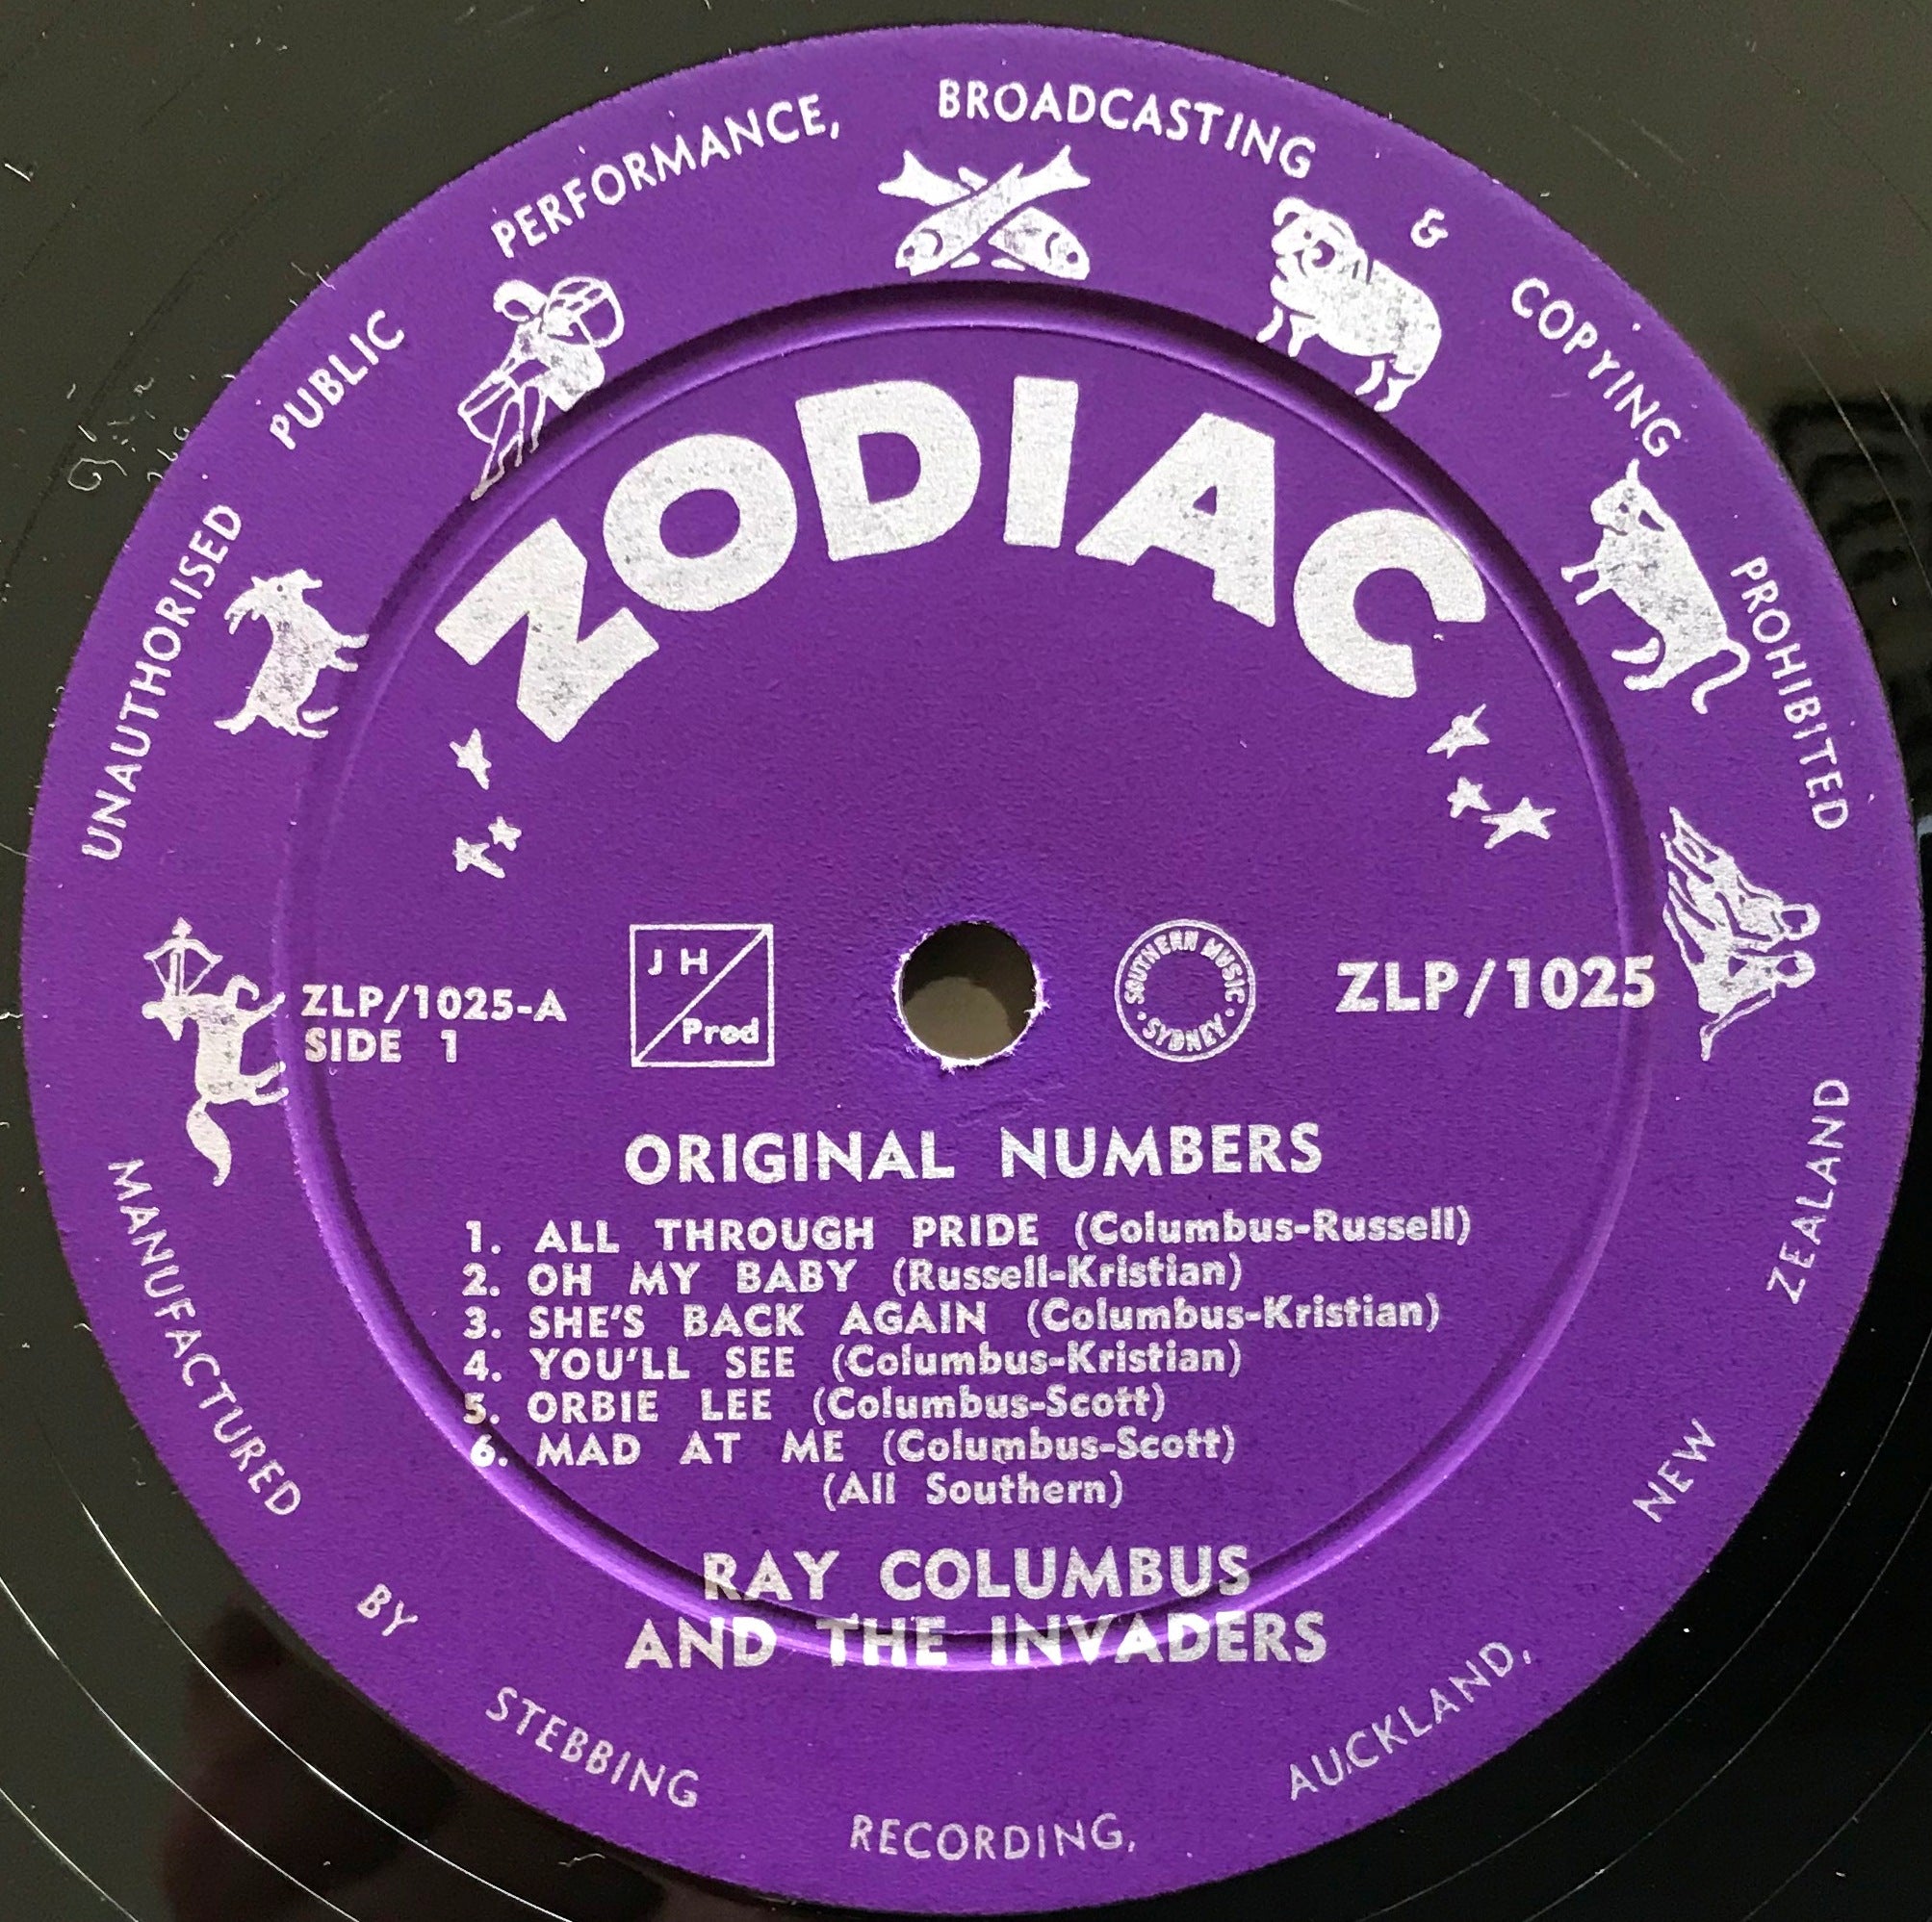 UNAUTHORISED PUBLIC PERFORMANCE, BROADCASTING & COPYING PROHIBITED
ZODIAC
ZLP/1025-A
SIDE 1
J H
Prod
SOUTHERN MUSIC
· SYDNEY ·
ZLP/1025
ORIGINAL NUMBERS
1. ALL THROUGH PRIDE (Columbus-Russell)
2. OH MY BABY (Russell-Kristian)
3. SHE'S BACK AGAIN (Columbus-Kristian)
4. YOU'LL SEE (Columbus-Kristian)
5. ORBIE LEE (Columbus-Scott)
6. MAD AT ME (Columbus-Scott)
(All Southern)
RAY COLUMBUS
AND THE INVADERS
MANUFACTURED BY STEBBING RECORDING, AUCKLAND, NEW ZEALAND